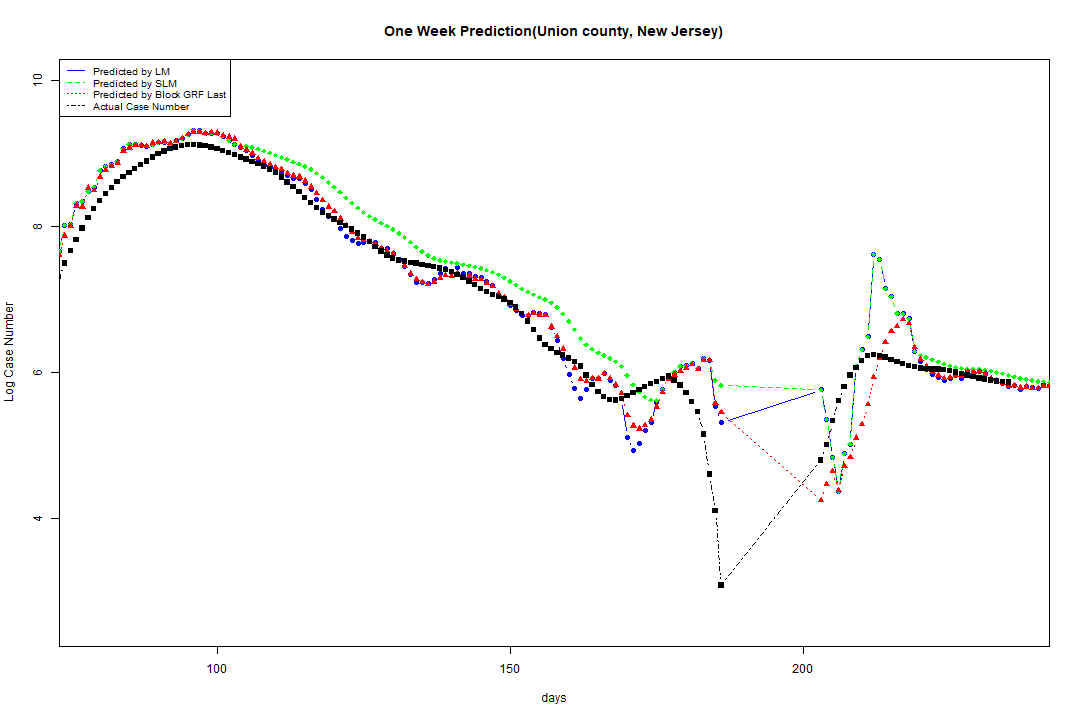 One Week Prediction(Union county, New Jersey)
Predicted by LM
Predicted by SLM
Predicted by Block GRF Last
Actual Case Number
10
8
6
4
Log Case Number
100
150
200
days